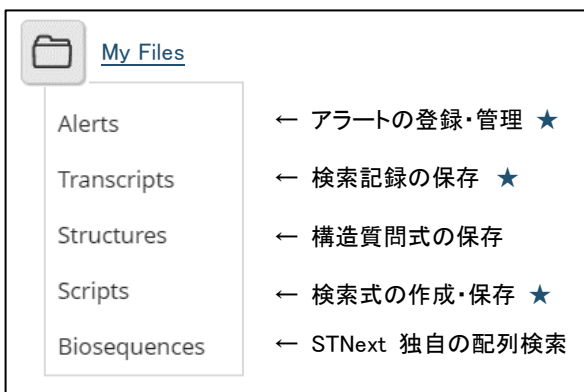 My Files
Alerts ← アラートの登録・管理 ★
Transcripts ← 検索記録の保存 ★
Structures ← 構造質問式の保存
Scripts ← 検索式の作成・保存 ★
Biosequences ← STNext 独自の配列検索